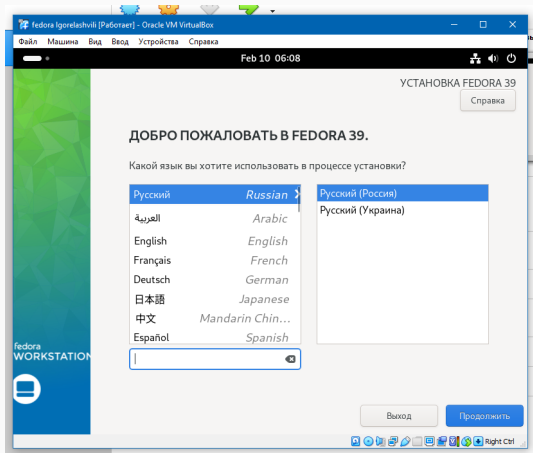 fedora lgorelashvili [Работает] - Oracle VM VirtualBox
Файл Машина Вид Ввод Устройства Справка
Feb 10 06:08
УСТАНОВКА FEDORA 39
Справка
ДОБРО ПОЖАЛОВАТЬ В FEDORA 39.
Какой язык вы хотите использовать в процессе установки?
Русский Russian
العربية Arabic
English English
Français French
Deutsch German
日本語 Japanese
中文 Mandarin Chin...
Español Spanish
Русский (Россия)
Русский (Украина)
fedora
WORKSTATION
Выход
Продолжить
Right Ctrl